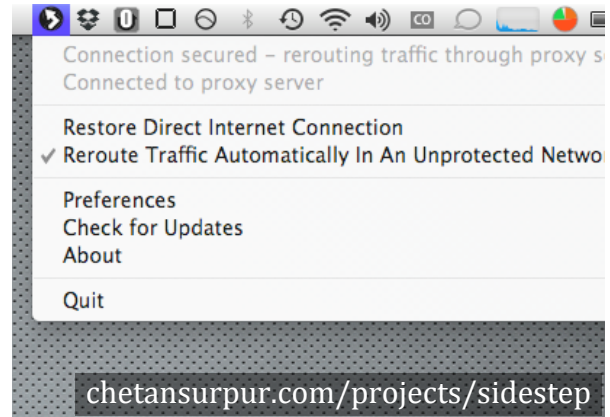 CO
Connection secured – rerouting traffic through proxy s
Connected to proxy server
Restore Direct Internet Connection
✓ Reroute Traffic Automatically In An Unprotected Networ
Preferences
Check for Updates
About
Quit
chetansurpur.com/projects/sidestep